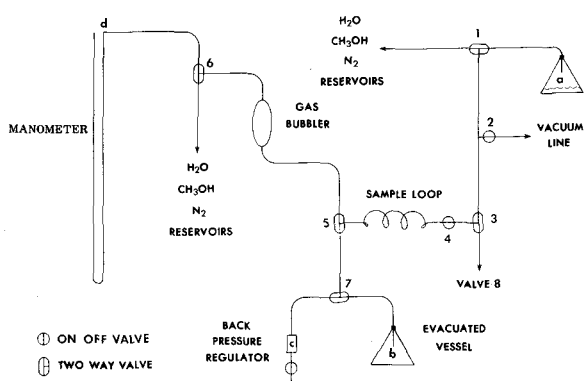 d
H₂O
CH₃OH
N₂
RESERVOIRS
1
a
6
MANOMETER
GAS
BUBBLER
2
VACUUM
LINE
H₂O
CH₃OH
N₂
RESERVOIRS
SAMPLE LOOP
5
4
3
VALVE 8
7
BACK
PRESSURE
REGULATOR
c
EVACUATED
VESSEL
b
ON OFF VALVE
TWO WAY VALVE